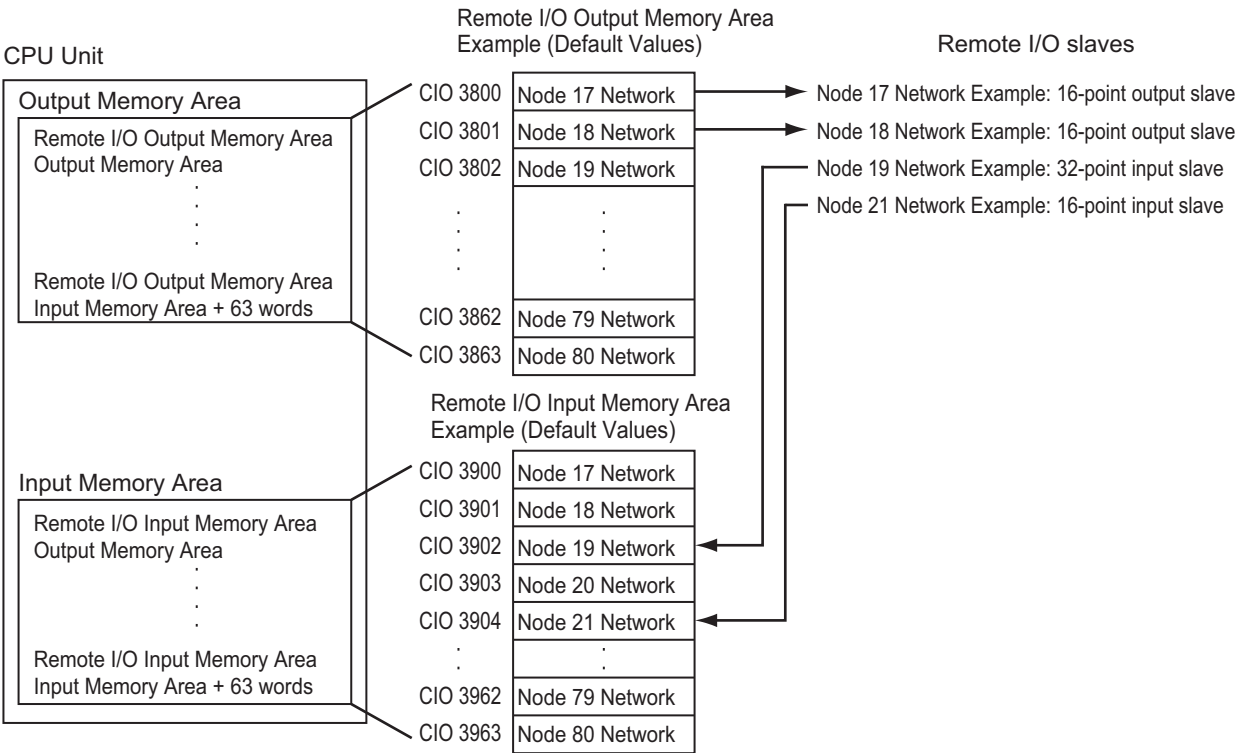 CPU Unit
Output Memory Area
Remote I/O Output Memory Area
Output Memory Area
Remote I/O Output Memory Area
Input Memory Area + 63 words
Input Memory Area
Remote I/O Input Memory Area
Output Memory Area
Remote I/O Input Memory Area
Input Memory Area + 63 words
Remote I/O Output Memory Area
Example (Default Values)
CIO 3800 Node 17 Network
CIO 3801 Node 18 Network
CIO 3802 Node 19 Network
CIO 3862 Node 79 Network
CIO 3863 Node 80 Network
Remote I/O Input Memory Area
Example (Default Values)
CIO 3900 Node 17 Network
CIO 3901 Node 18 Network
CIO 3902 Node 19 Network
CIO 3903 Node 20 Network
CIO 3904 Node 21 Network
CIO 3962 Node 79 Network
CIO 3963 Node 80 Network
Remote I/O slaves
Node 17 Network Example: 16-point output slave
Node 18 Network Example: 16-point output slave
Node 19 Network Example: 32-point input slave
Node 21 Network Example: 16-point input slave